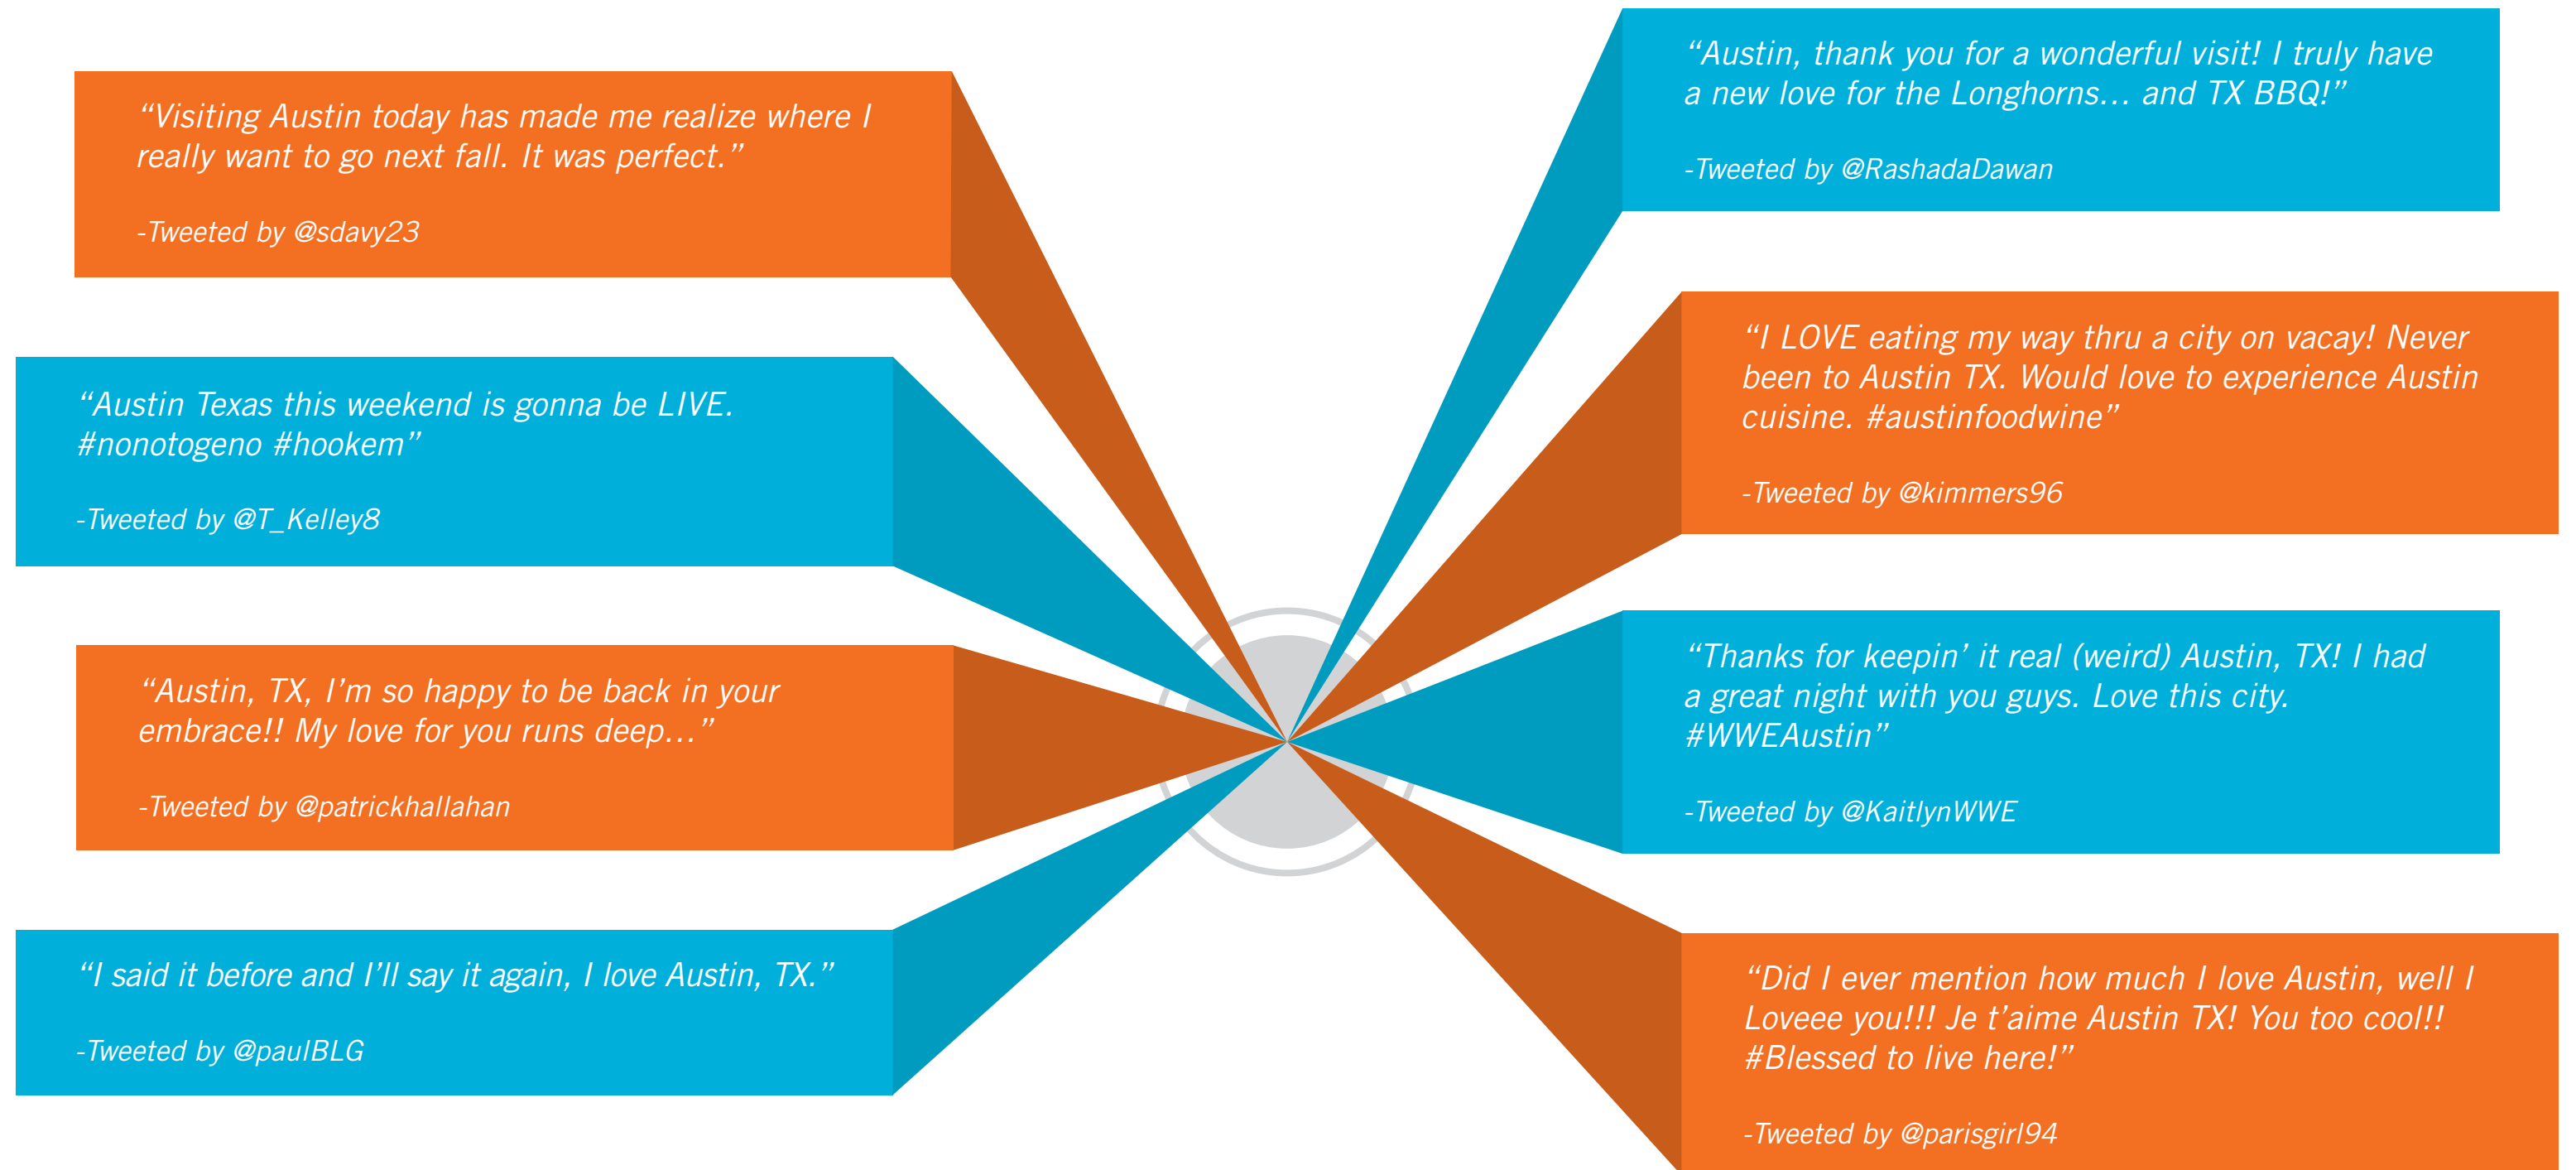 “Visiting Austin today has made me realize where I
really want to go next fall. It was perfect.”
-Tweeted by @sdavy23
“Austin Texas this weekend is gonna be LIVE.
#nonotogeno #hookem”
-Tweeted by @T_Kelley8
“Austin, TX, I’m so happy to be back in your
embrace!! My love for you runs deep…”
-Tweeted by @patrickhallahan
“I said it before and I’ll say it again, I love Austin, TX.”
-Tweeted by @paulBLG
“Austin, thank you for a wonderful visit! I truly have
a new love for the Longhorns… and TX BBQ!”
-Tweeted by @RashadaDawan
“I LOVE eating my way thru a city on vacay! Never
been to Austin TX. Would love to experience Austin
cuisine. #austinfoodwine”
-Tweeted by @kimmers96
“Thanks for keepin’ it real (weird) Austin, TX! I had
a great night with you guys. Love this city.
#WWEAustin”
-Tweeted by @KaitlynWWE
“Did I ever mention how much I love Austin, well I
Loveee you!!! Je t’aime Austin TX! You too cool!!
#Blessed to live here!”
-Tweeted by @parisgirl94